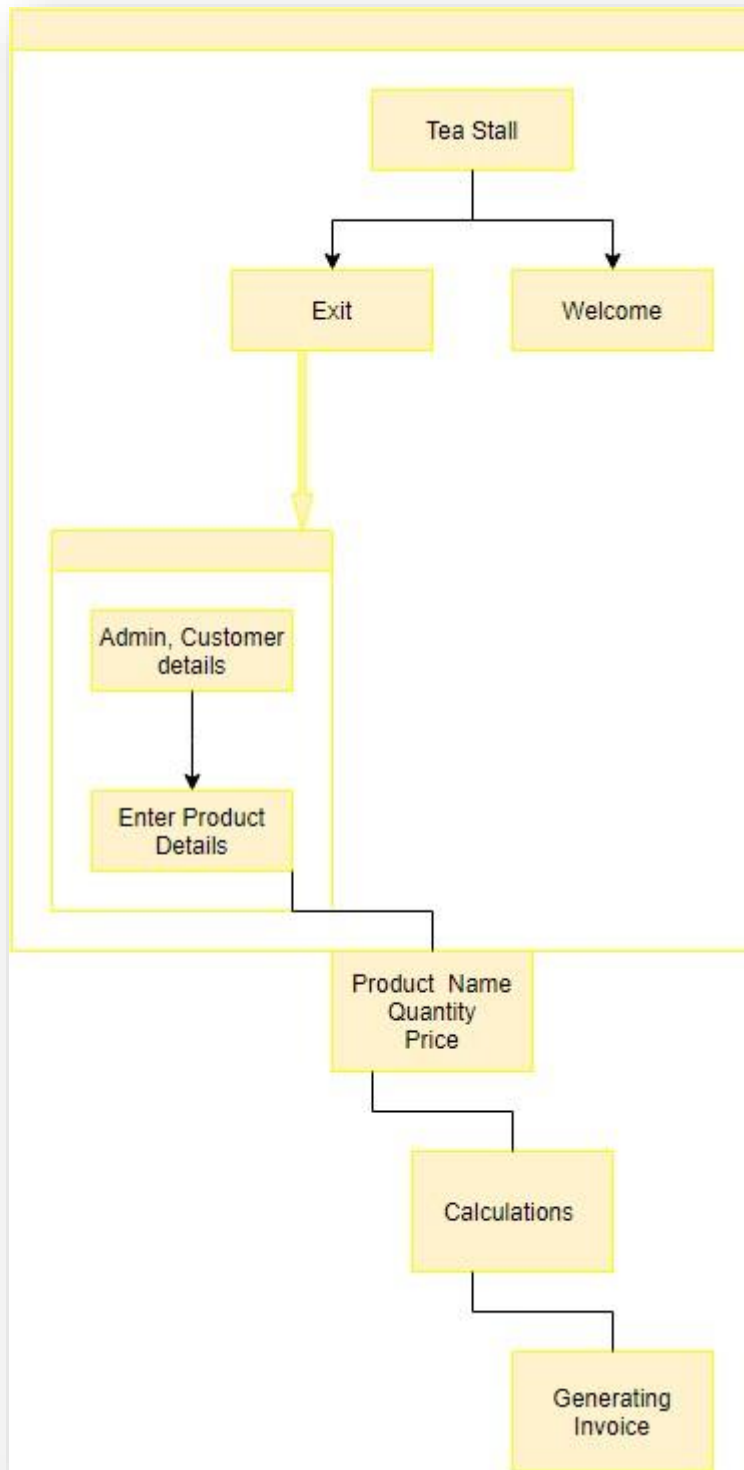 Tea Stall
Exit
Welcome
Admin, Customer
details
Enter Product
Details
Product  Name
Quantity
Price
Calculations
Generating
Invoice